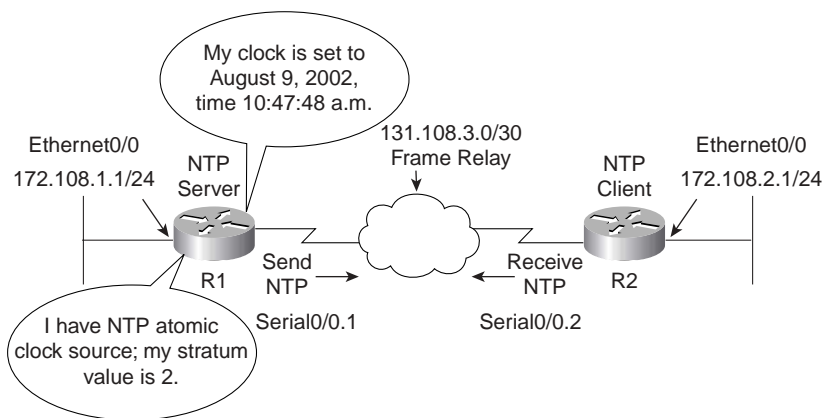 My clock is set to
August 9, 2002,
time 10:47:48 a.m.
131.108.3.0/30
Frame Relay
Ethernet0/0
172.108.1.1/24
NTP
Server
NTP
Client
Ethernet0/0
172.108.2.1/24
R1
Send
NTP
Serial0/0.1
Receive
NTP
Serial0/0.2
R2
I have NTP atomic
clock source; my stratum
value is 2.